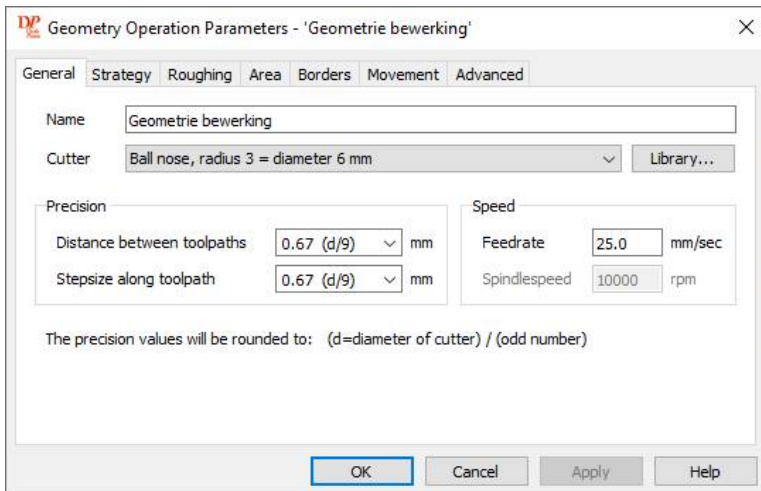 DP Geometry Operation Parameters - 'Geometrie bewerking'
General Strategy Roughing Area Borders Movement Advanced
Name Geometrie bewerking
Cutter Ball nose, radius 3 = diameter 6 mm Library...
Precision Speed
Distance between toolpaths 0.67 (d/9) mm Feedrate 25.0 mm/sec
Stepsize along toolpath 0.67 (d/9) mm Spindlespeed 10000 rpm
The precision values will be rounded to: (d=diameter of cutter) / (odd number)
OK Cancel Apply Help